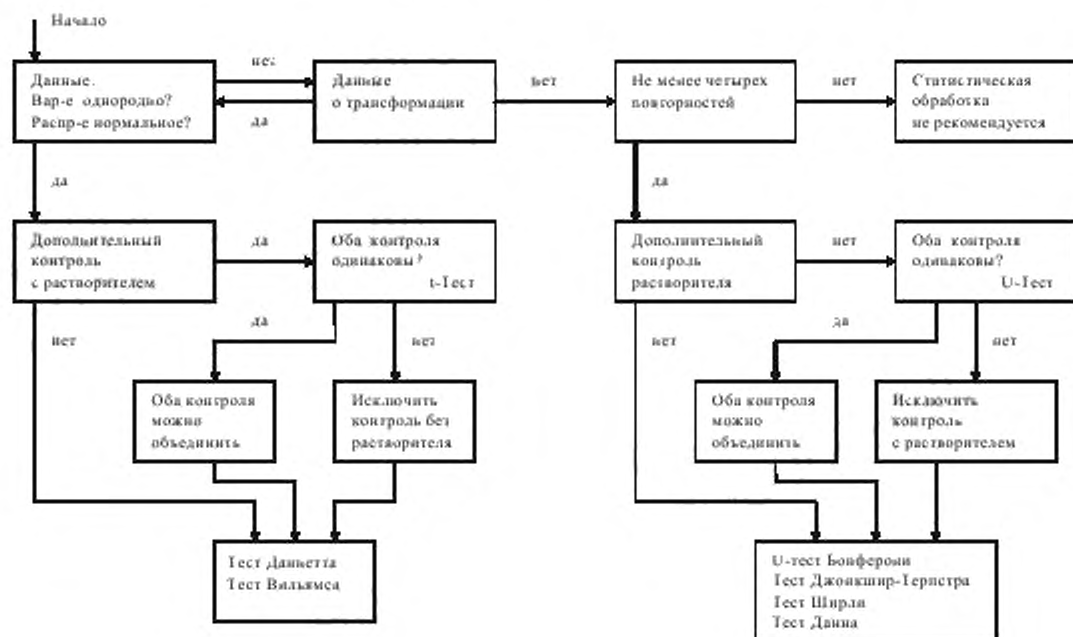 Начало
нет
Данные.
Вар-е однородно?
Распр-е нормальное?
да
Данные
о трансформации
нет
Не менее четырех
повторностей
нет
Статистическая
обработка
не рекомендуется
да
да
Дополнительный
контроль
с растворителем
да
Оба контроля
одинаковы?
t-Тест
Дополнительный
контроль
растворителя
нет
Оба контроля
одинаковы?
U-Тест
нет
да
нет
нет
да
нет
Оба контроля
можно
объединить
Исключить
контроль без
растворителя
Оба контроля
можно
объединить
Исключить
контроль
с растворителем
Тест Даннетта
Тест Вильямса
U-тест Бонферони
Тест Джонкшир-Терпстра
Тест Ширли
Тест Данна